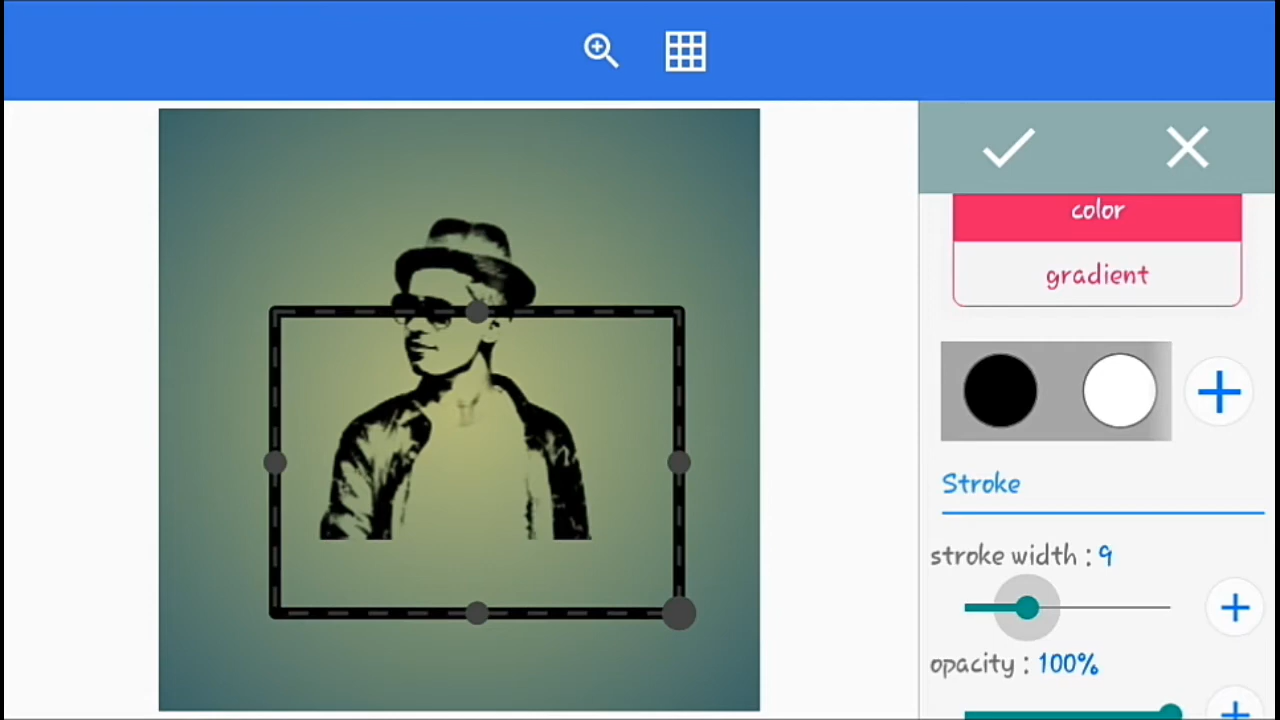 color
gradient
Stroke
stroke width : 9
opacity : 100%